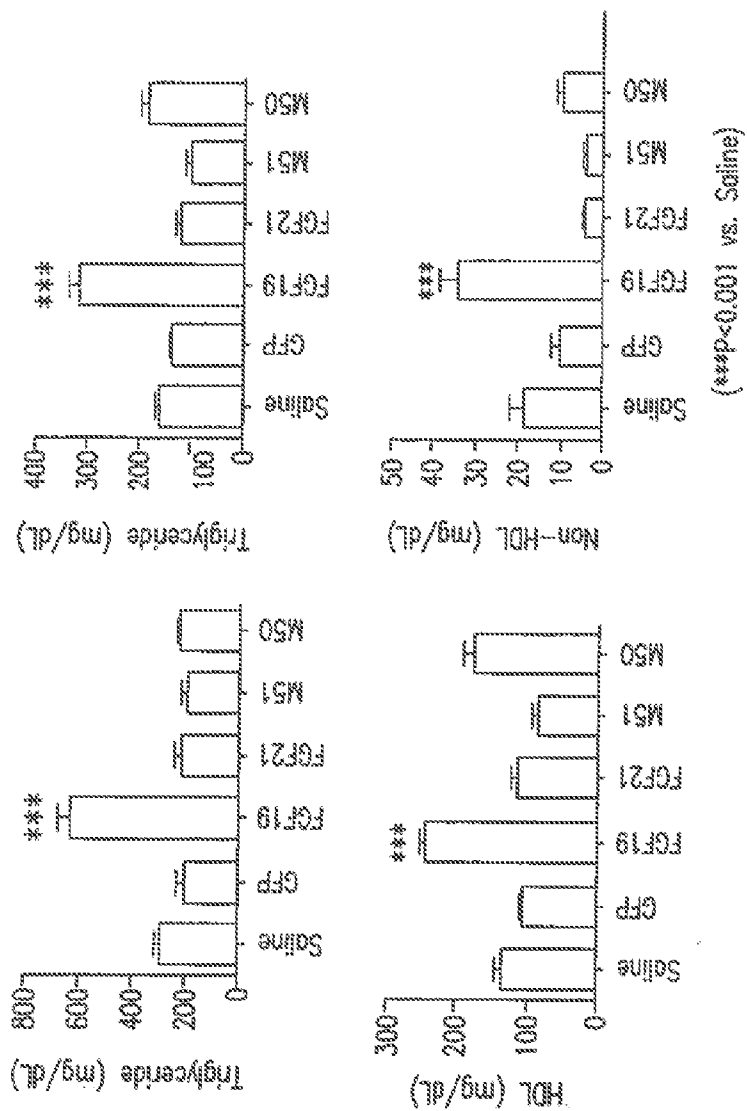 Triglyceride (mg/dL)
800
600
400
200
0
***
Saline GFP FGF19 FGF21 M51 M50
Triglyceride (mg/dL)
400
300
200
100
0
***
Saline GFP FGF19 FGF21 M51 M50
HDL (mg/dL)
300
200
100
0
***
Saline GFP FGF19 FGF21 M51 M50
Non-HDL (mg/dL)
50
40
30
20
10
0
***
Saline GFP FGF19 FGF21 M51 M50
(***P<0.001 vs. Saline)